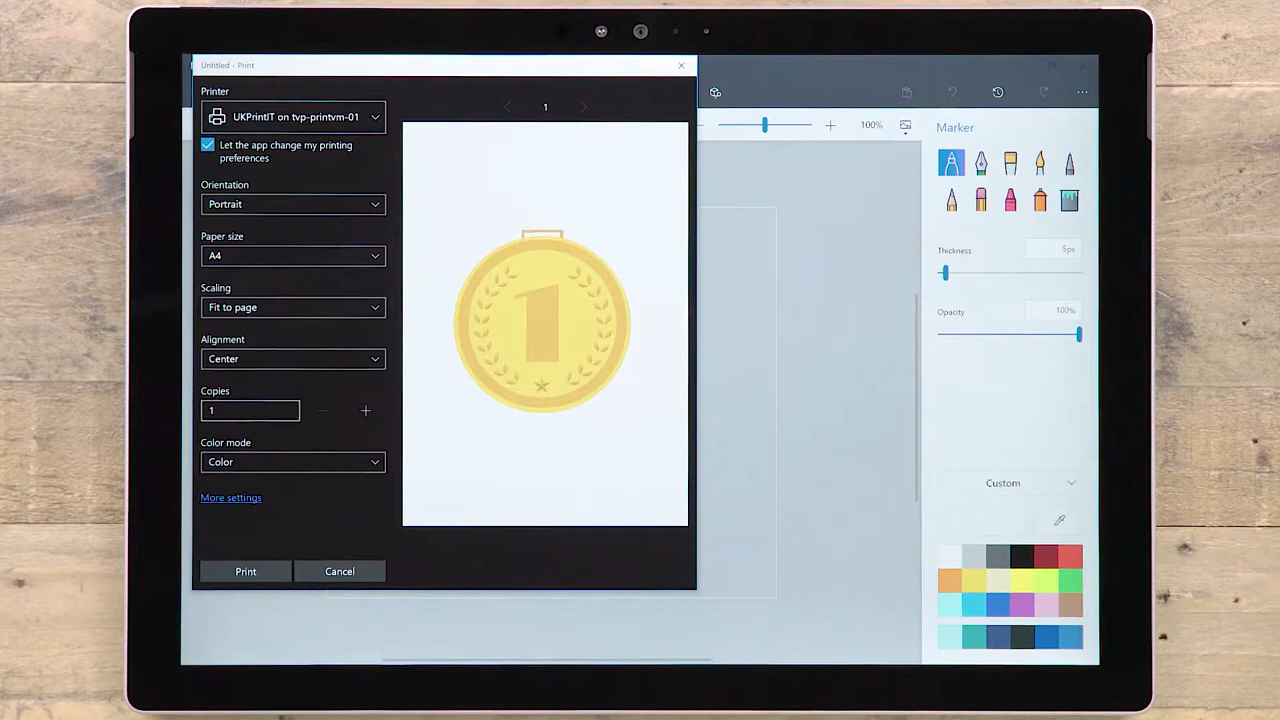 Untitled - Print
Printer
UKPrintIT on tvp-printvm-01
Let the app change my printing
preferences
Orientation
Portrait
Paper size
A4
Scaling
Fit to page
Alignment
Center
Copies
1
Color mode
Color
More settings
Print
Cancel
1
1
100%
Marker
Thickness
5px
Opacity
100%
Custom